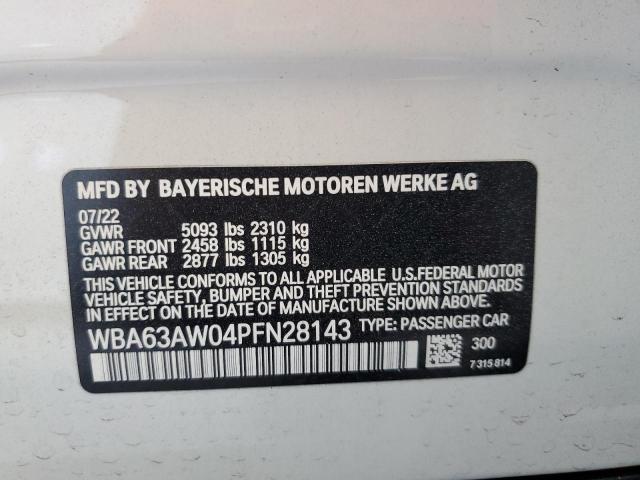 MFD BY BAYERISCHE MOTOREN WERKE AG
07/22
GVWR 5093 lbs 2310 kg
GAWR FRONT 2458 lbs 1115 kg
GAWR REAR 2877 lbs 1305 kg
THIS VEHICLE CONFORMS TO ALL APPLICABLE U.S.FEDERAL MOTOR
VEHICLE SAFETY, BUMPER AND THEFT PREVENTION STANDARDS
IN EFFECT ON THE DATE OF MANUFACTURE SHOWN ABOVE.
WBA63AW04PFN28143 TYPE: PASSENGER CAR
300
7 315 814